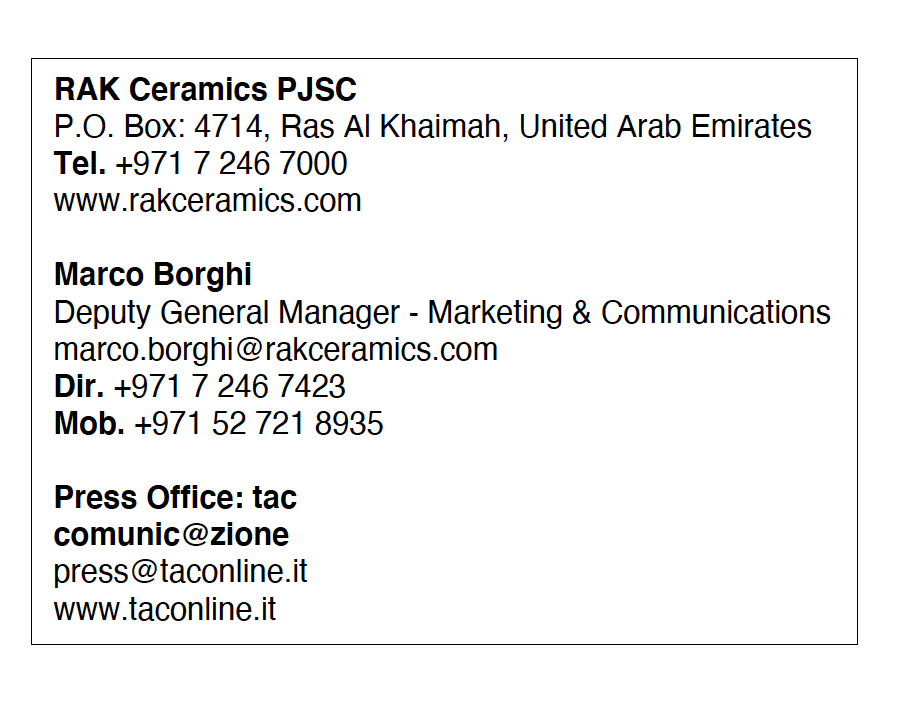 RAK Ceramics PJSC
P.O. Box: 4714, Ras Al Khaimah, United Arab Emirates
Tel. +971 7 246 7000
www.rakceramics.com
Marco Borghi
Deputy General Manager - Marketing & Communications
marco.borghi@rakceramics.com
Dir. +971 7 246 7423
Mob. +971 52 721 8935
Press Office: tac
comunic@zione
press@taconline.it
www.taconline.it